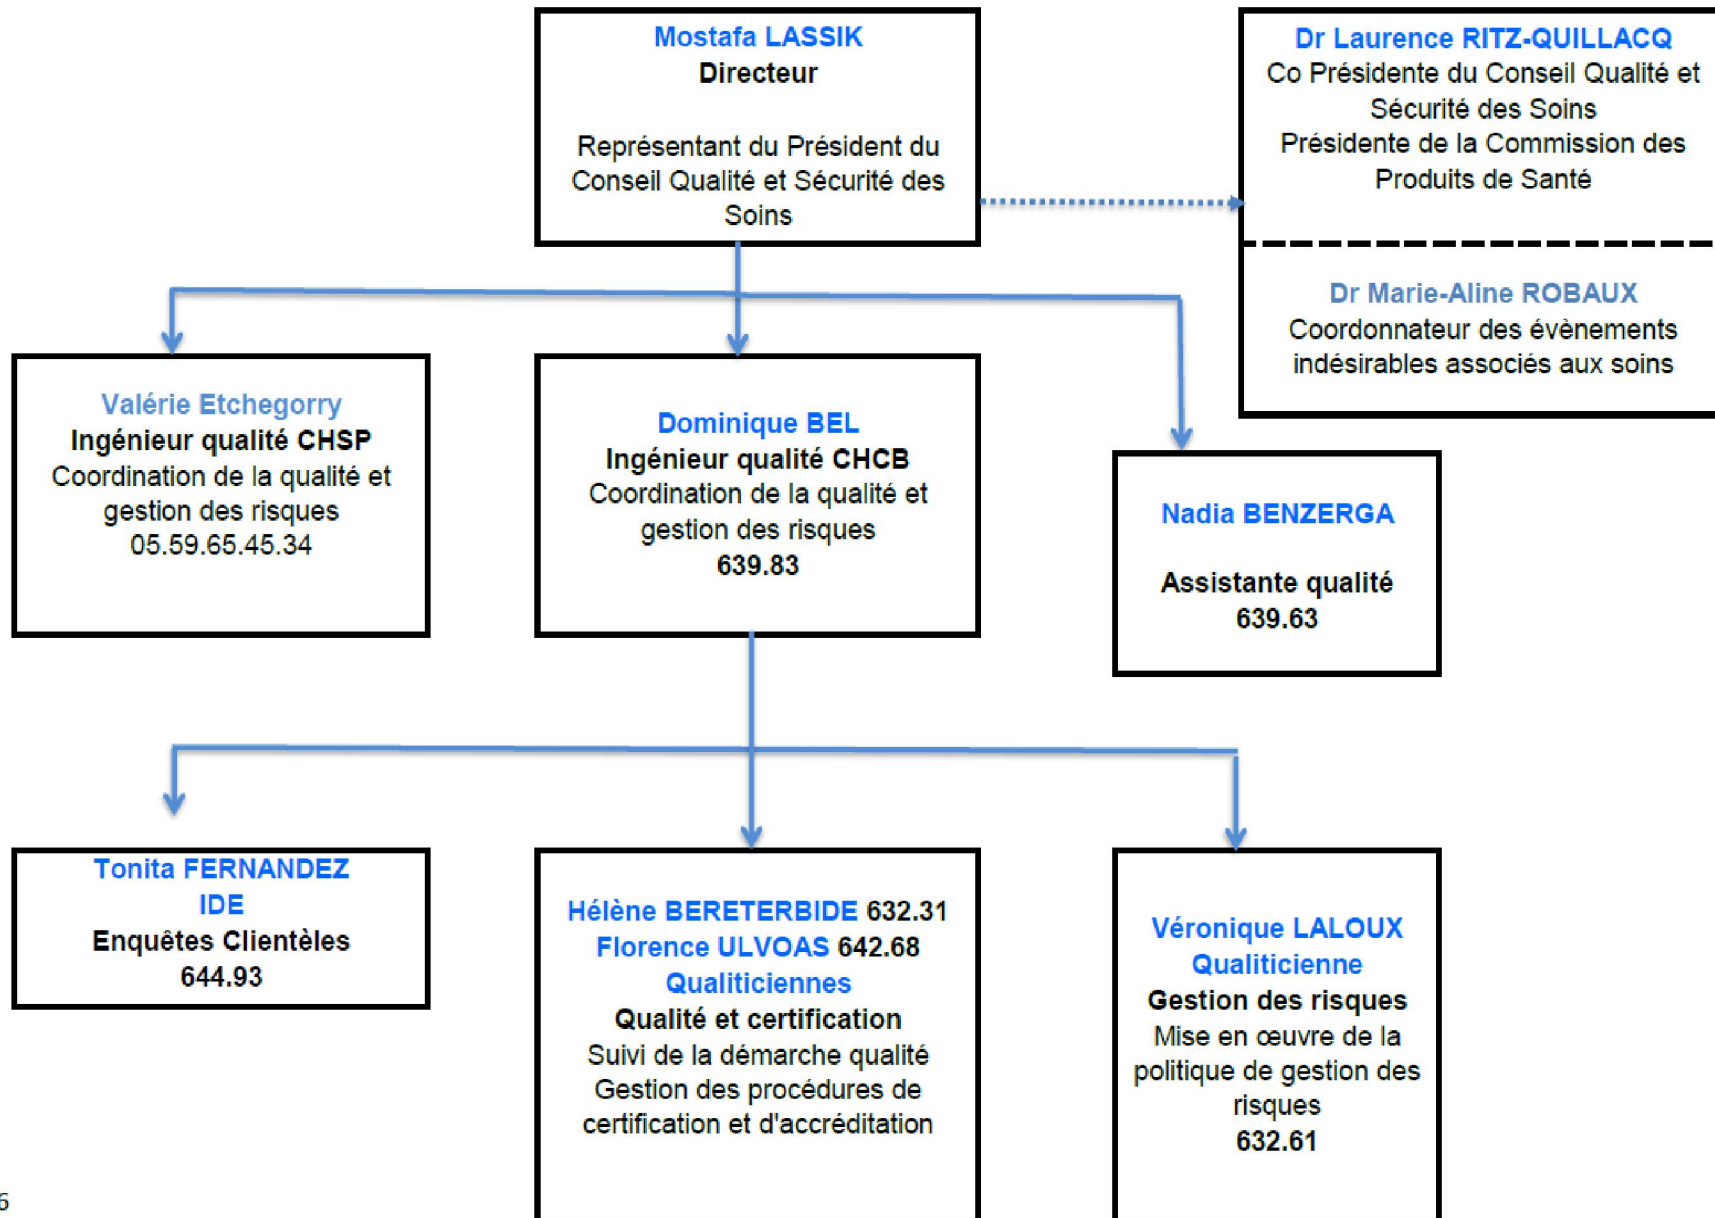 Mostafa LASSIK
Directeur
Représentant du Président du
Conseil Qualité et Sécurité des
Soins
Dr Laurence RITZ-QUILLACQ
Co Présidente du Conseil Qualité et
Sécurité des Soins
Présidente de la Commission des
Produits de Santé
Dr Marie-Aline ROBAUX
Coordonnateur des évènements
indésirables associés aux soins
Valérie Etchegorry
Ingénieur qualité CHSP
Coordination de la qualité et
gestion des risques
05.59.65.45.34
Dominique BEL
Ingénieur qualité CHCB
Coordination de la qualité et
gestion des risques
639.83
Nadia BENZERGA
Assistante qualité
639.63
Tonita FERNANDEZ
IDE
Enquêtes Clientèles
644.93
Hélène BERETERBIDE 632.31
Florence ULVOAS 642.68
Qualiticiennes
Qualité et certification
Suivi de la démarche qualité
Gestion des procédures de
certification et d'accréditation
Véronique LALOUX
Qualiticienne
Gestion des risques
Mise en œuvre de la
politique de gestion des
risques
632.61
6